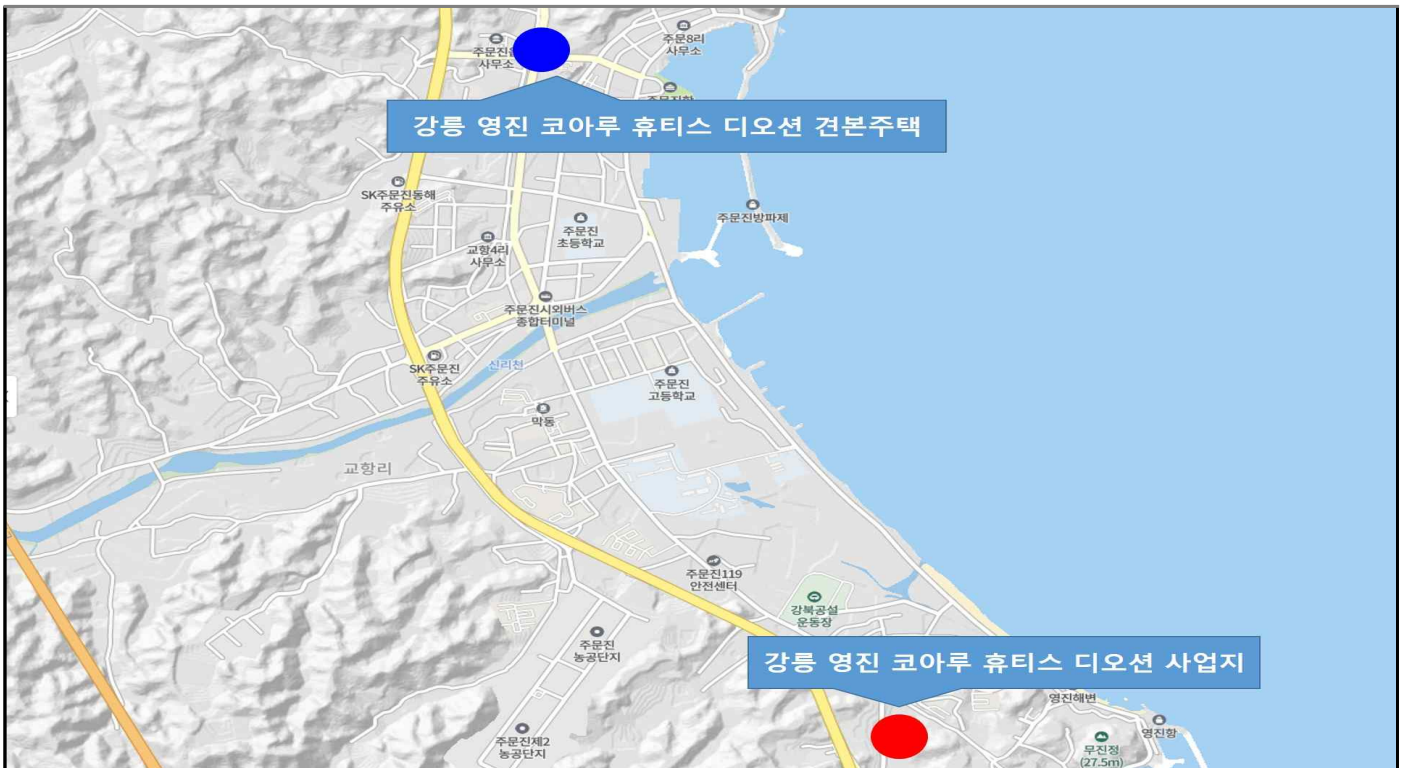 주문진읍
사무소
주문8리
사무소
주문진항
강릉 영진 코아루 휴티스 디오션 견본주택
SK주문진동해
주유소
주문진
초등학교
주문진방파제
교항4리
사무소
주문진시외버스
종합터미널
SK주문진
주유소
신리천
주문진
고등학교
막동
교항리
주문진119
안전센터
강북공설
운동장
주문진
농공단지
강릉 영진 코아루 휴티스 디오션 사업지
영진해변
주문진제2
농공단지
영진항
무진정
(27.5m)